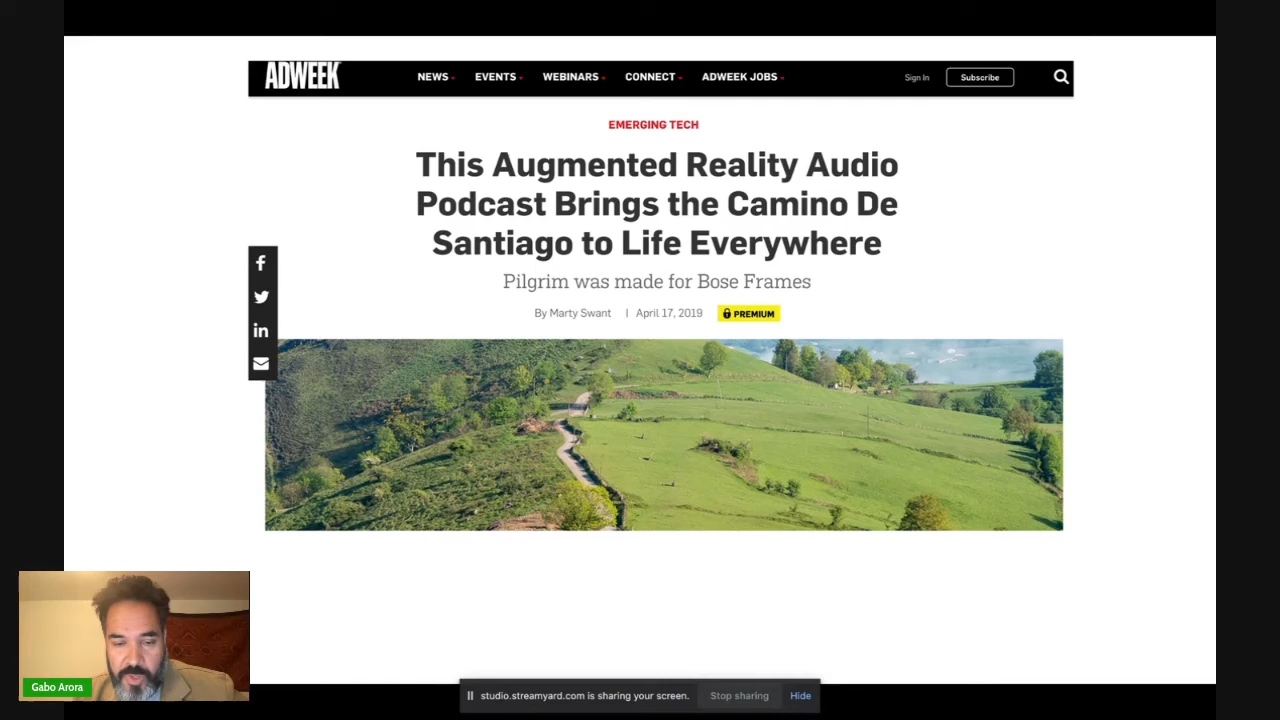 ADWEEK
NEWS EVENTS WEBINARS CONNECT ADWEEK JOBS Sign In Subscribe
EMERGING TECH
This Augmented Reality Audio
Podcast Brings the Camino De
Santiago to Life Everywhere
Pilgrim was made for Bose Frames
By Marty Swant | April 17, 2019 PREMIUM
Gabo Arora
studio.streamyard.com is sharing your screen. Stop sharing Hide